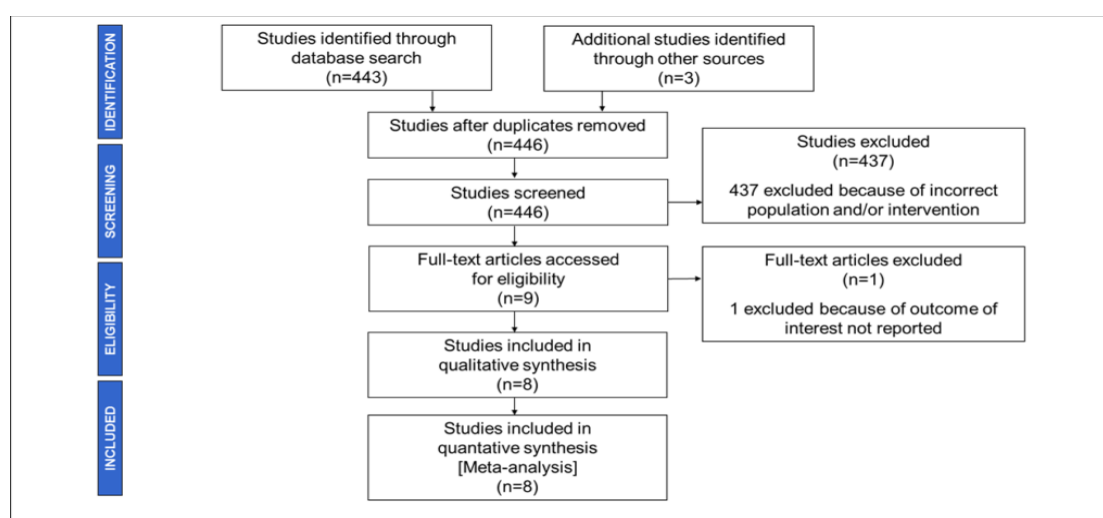 IDENTIFICATION
Studies identified through
database search
(n=443)
Additional studies identified
through other sources
(n=3)
Studies after duplicates removed
(n=446)
SCREENING
Studies screened
(n=446)
Studies excluded
(n=437)
437 excluded because of incorrect
population and/or intervention
ELIGIBILITY
Full-text articles accessed
for eligibility
(n=9)
Full-text articles excluded
(n=1)
1 excluded because of outcome of
interest not reported
Studies included in
qualitative synthesis
(n=8)
INCLUDED
Studies included in
quantative synthesis
[Meta-analysis]
(n=8)